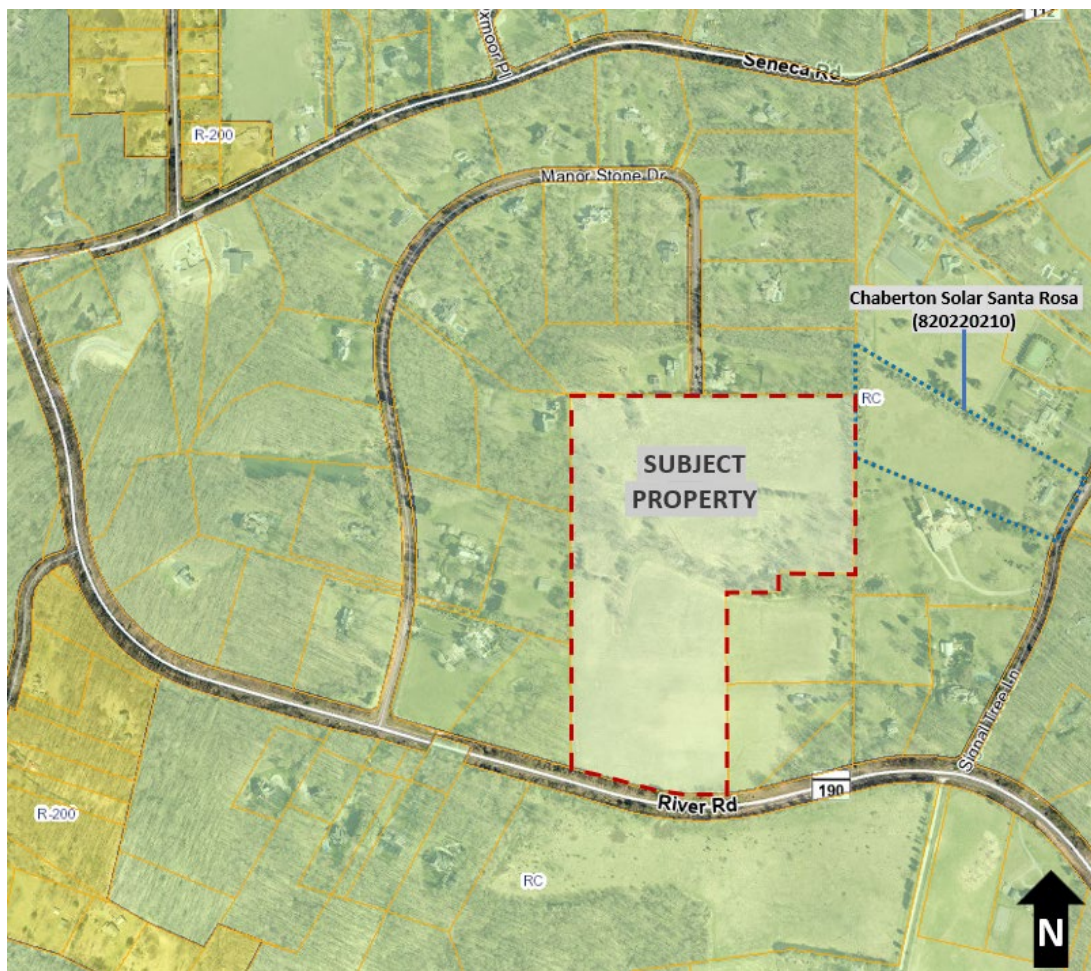 112
Seneca Rd
R-200
Manor Stone Dr
Chaberton Solar Santa Rosa
(820220210)
RC
SUBJECT
PROPERTY
Signal Tree Ln
190
River Rd
R-200
RC
N